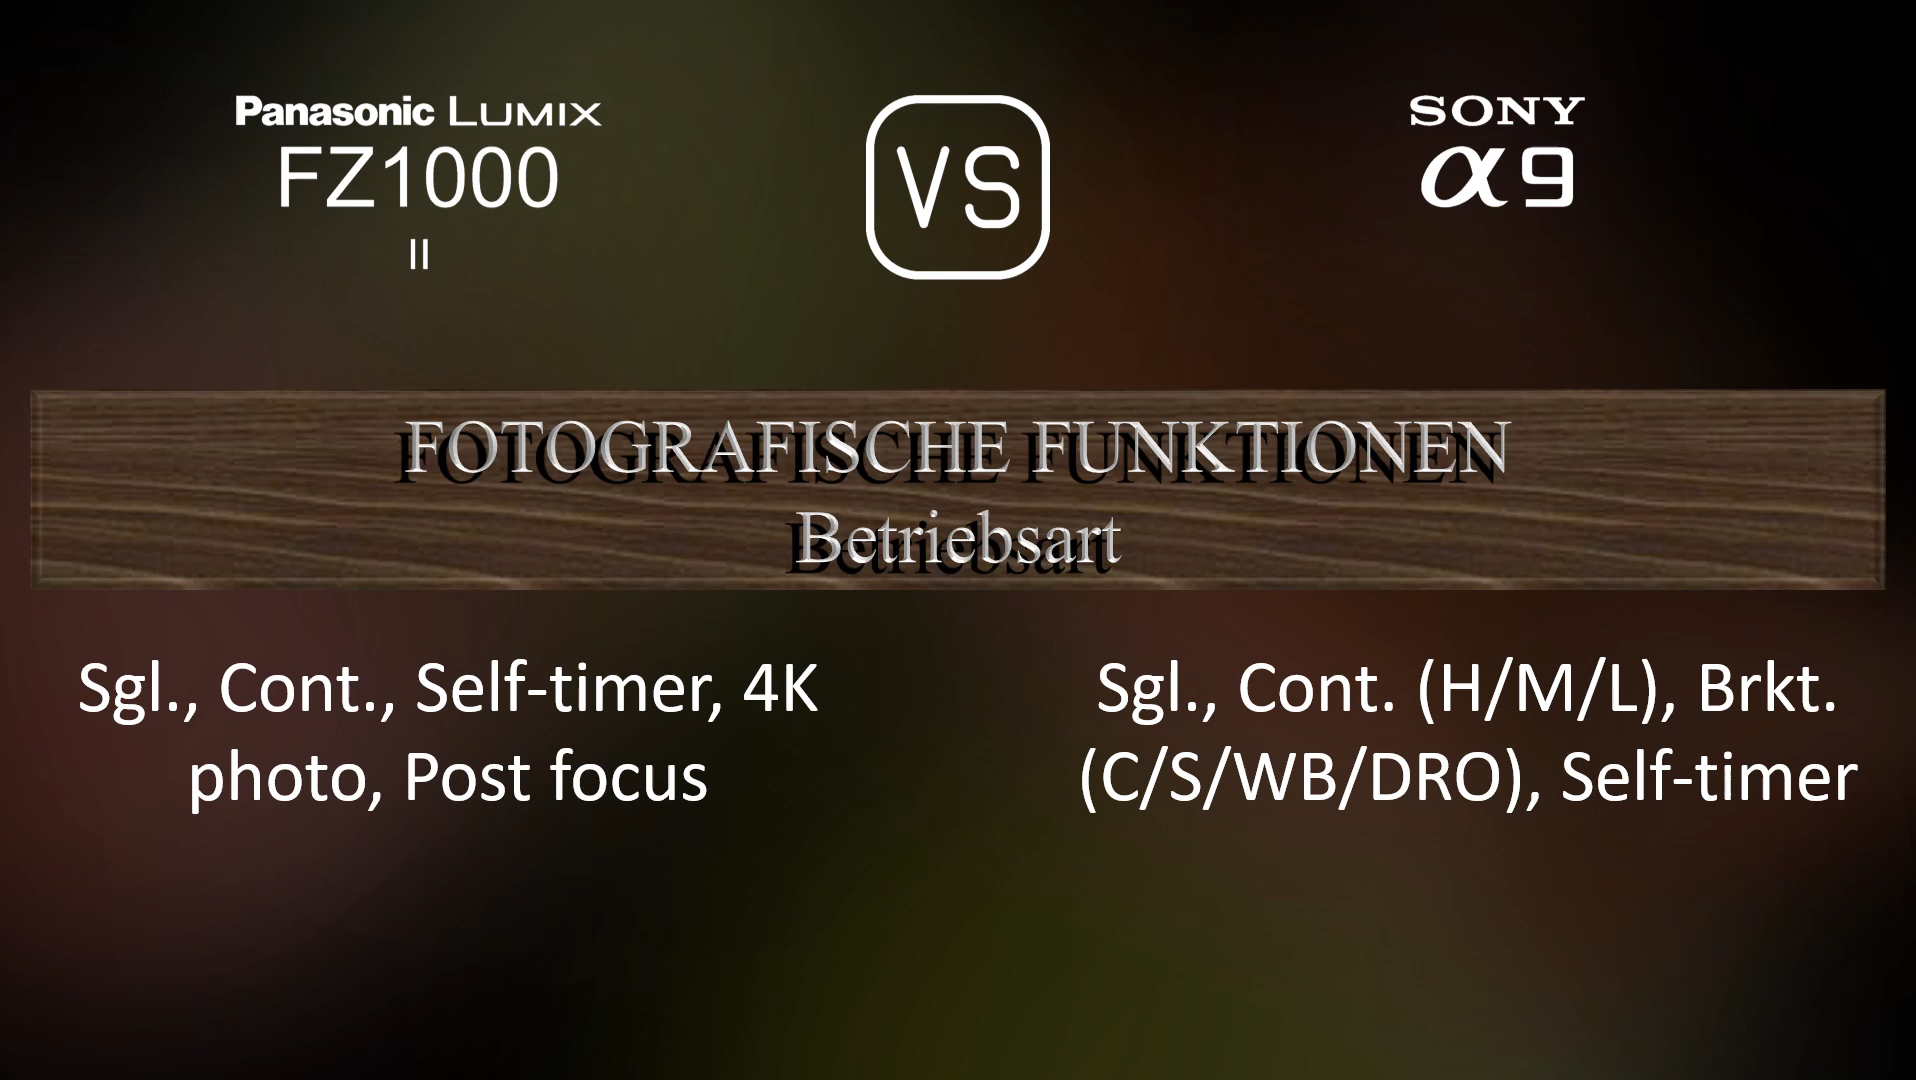 Panasonic LUMIX
FZ1000
II
VS
SONY
α9
FOTOGRAFISCHE FUNKTIONEN
Betriebsart
Sgl., Cont., Self-timer, 4K
photo, Post focus
Sgl., Cont. (H/M/L), Brkt.
(C/S/WB/DRO), Self-timer